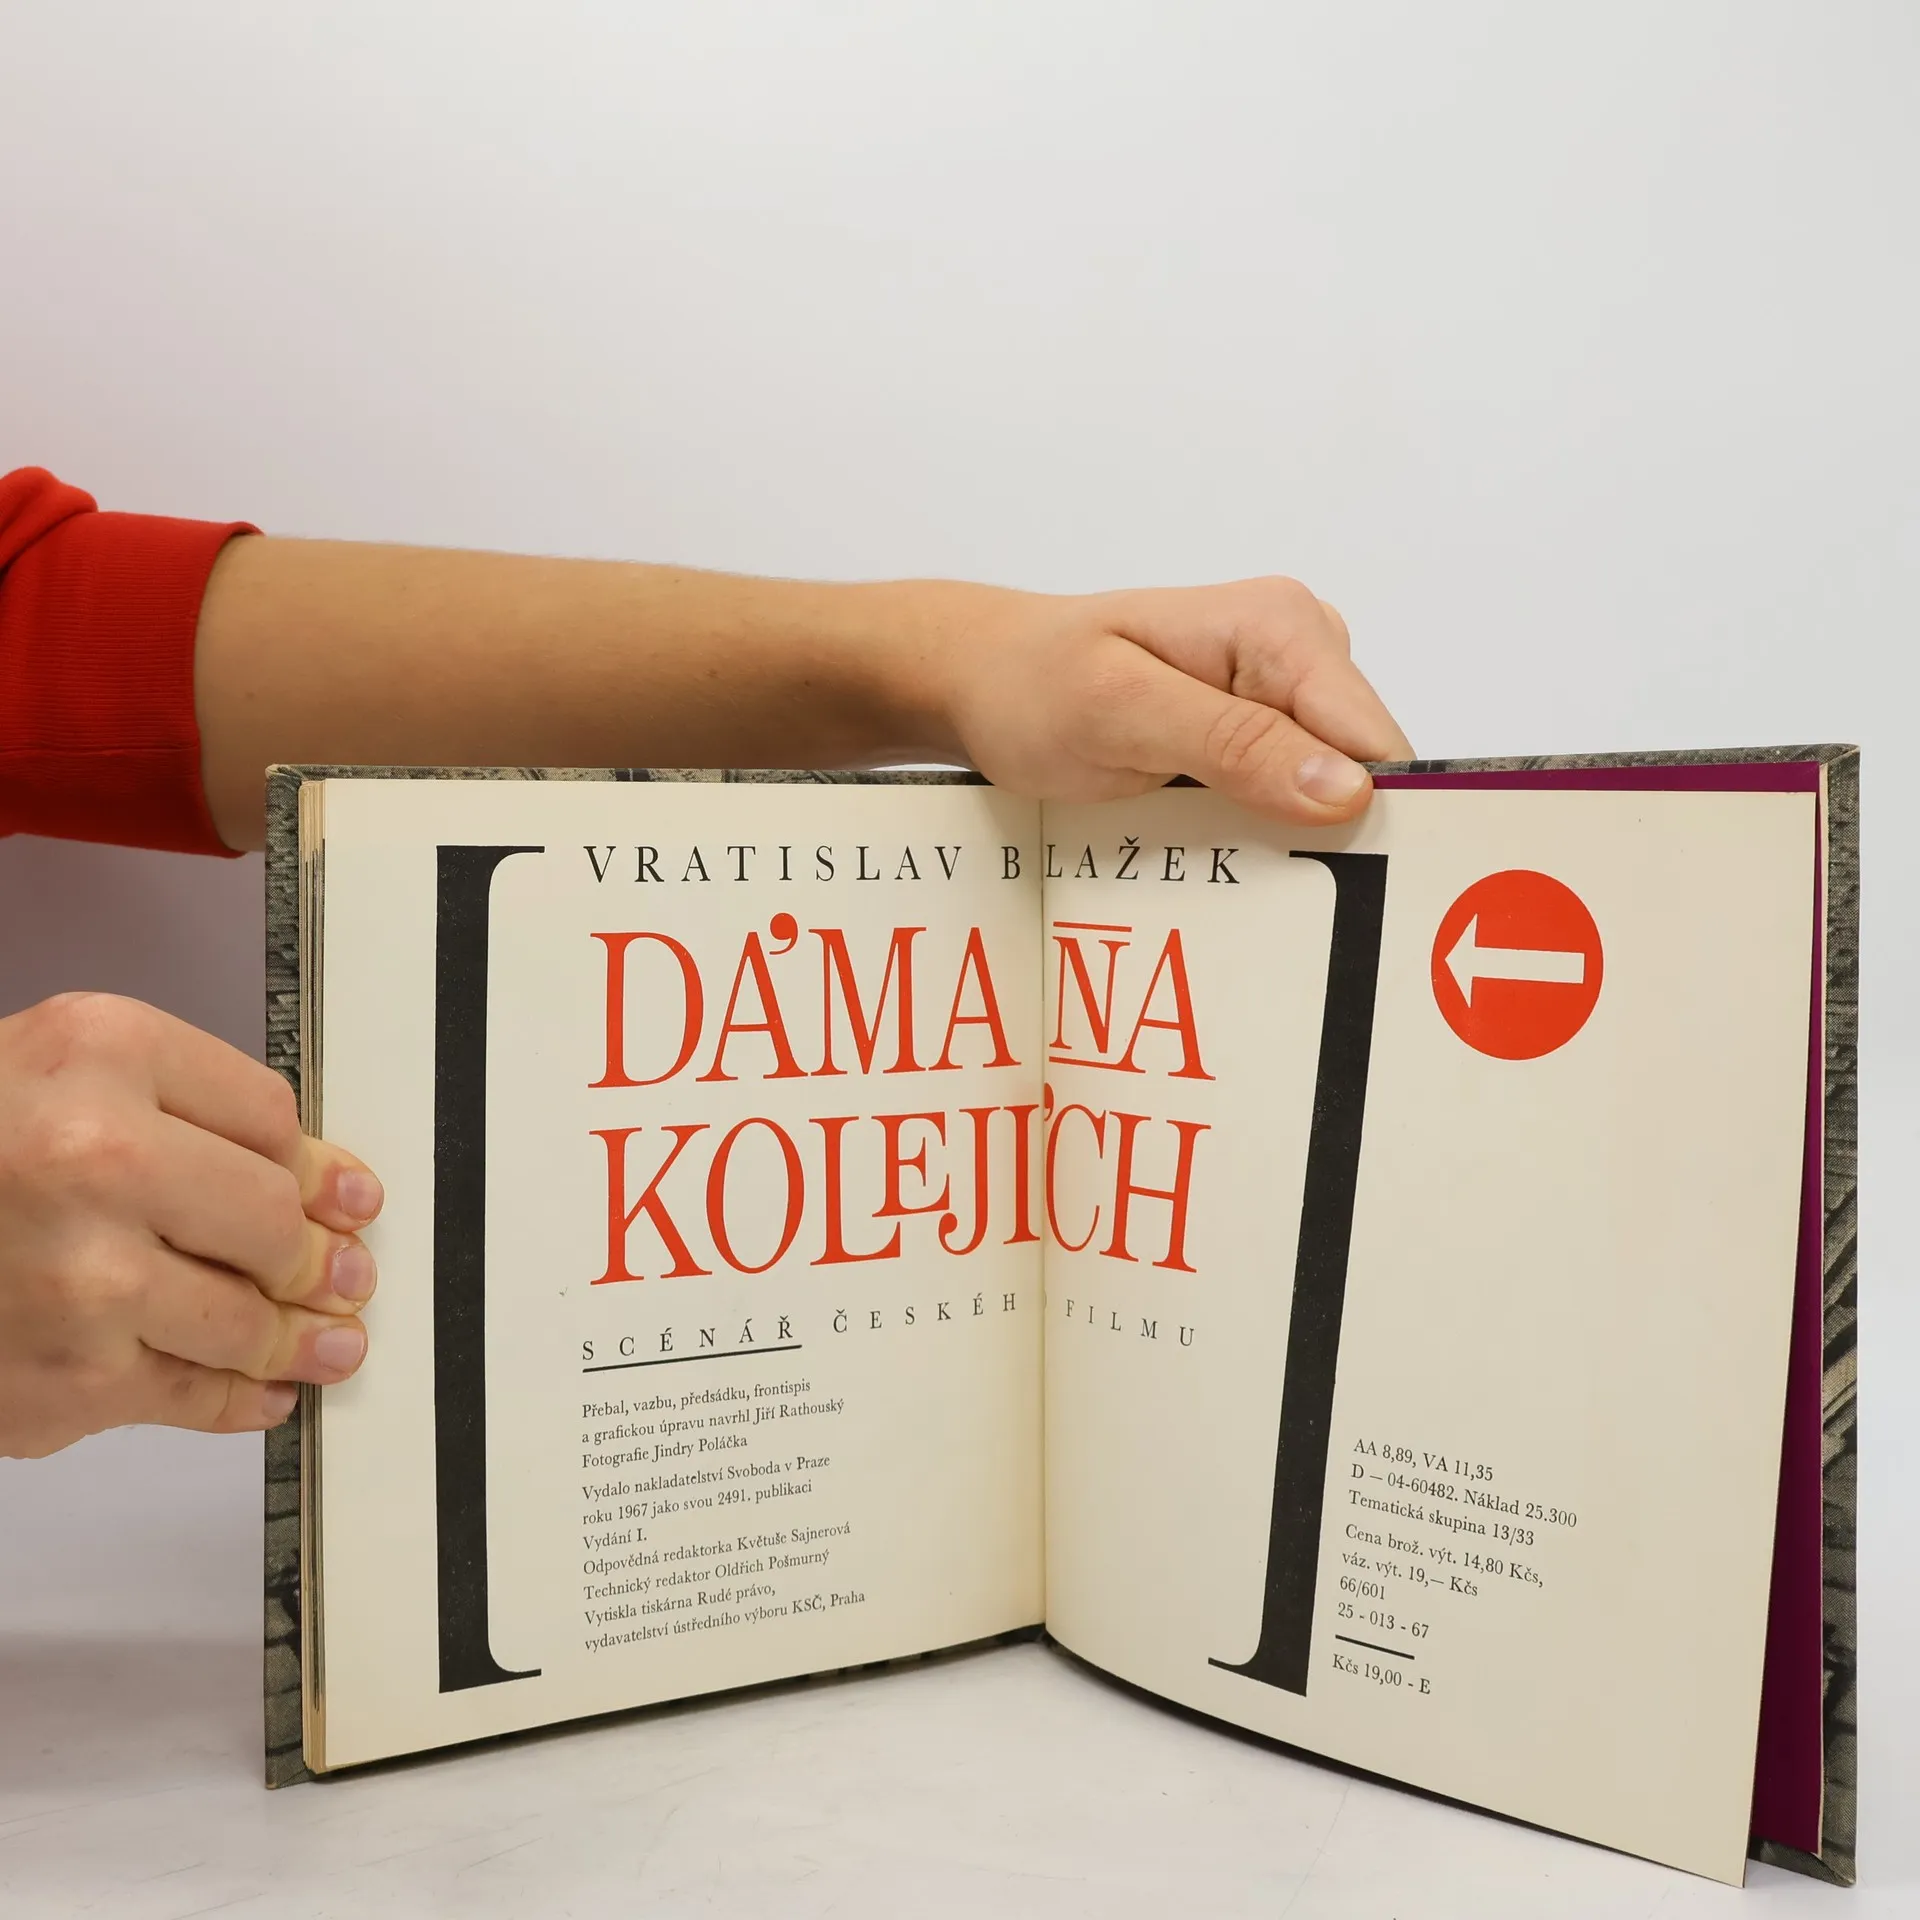 VRATISLAV BLAŽEK
DÁMA NA
KOLEJÍCH
SCÉNÁŘ ČESKÉHO FILMU
Přebal, vazbu, předsádku, frontispis
a grafickou úpravu navrhl Jiří Rathouský
Fotografie Jindry Poláčka
Vydalo nakladatelství Svoboda v Praze
roku 1967 jako svou 2491. publikaci
Vydání I.
Odpovědná redaktorka Květuše Sajnerová
Technický redaktor Oldřich Pošmurný
Vytiskla tiskárna Rudé právo,
vydavatelství ústředního výboru KSČ, Praha
AA 8,89, VA 11,35
D — 04-60482. Náklad 25.300
Tematická skupina 13/33
Cena brož. výt. 14,80 Kčs,
váz. výt. 19,— Kčs
66/601
25 - 013 - 67
Kčs 19,00 - E